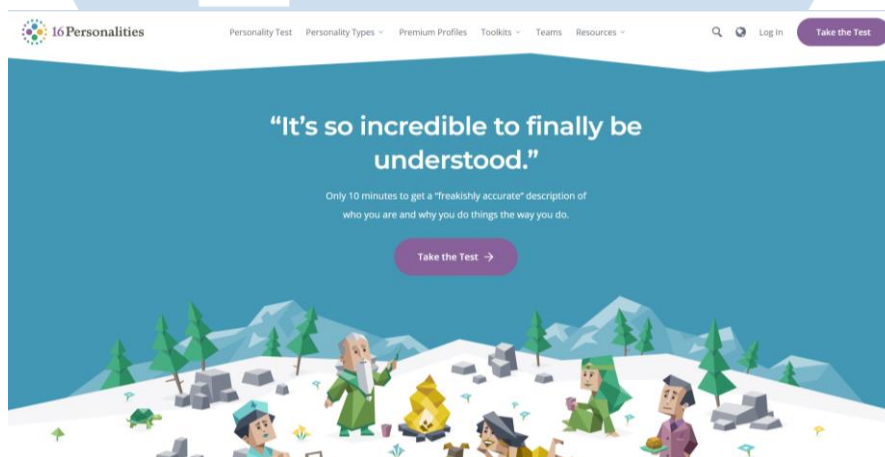 16Personalities
Personality Test Personality Types Premium Profiles Toolkits Teams Resources Log In Take the Test
“It’s so incredible to finally be
understood.”
Only 10 minutes to get a “freakishly accurate” description of
who you are and why you do things the way you do.
Take the Test →